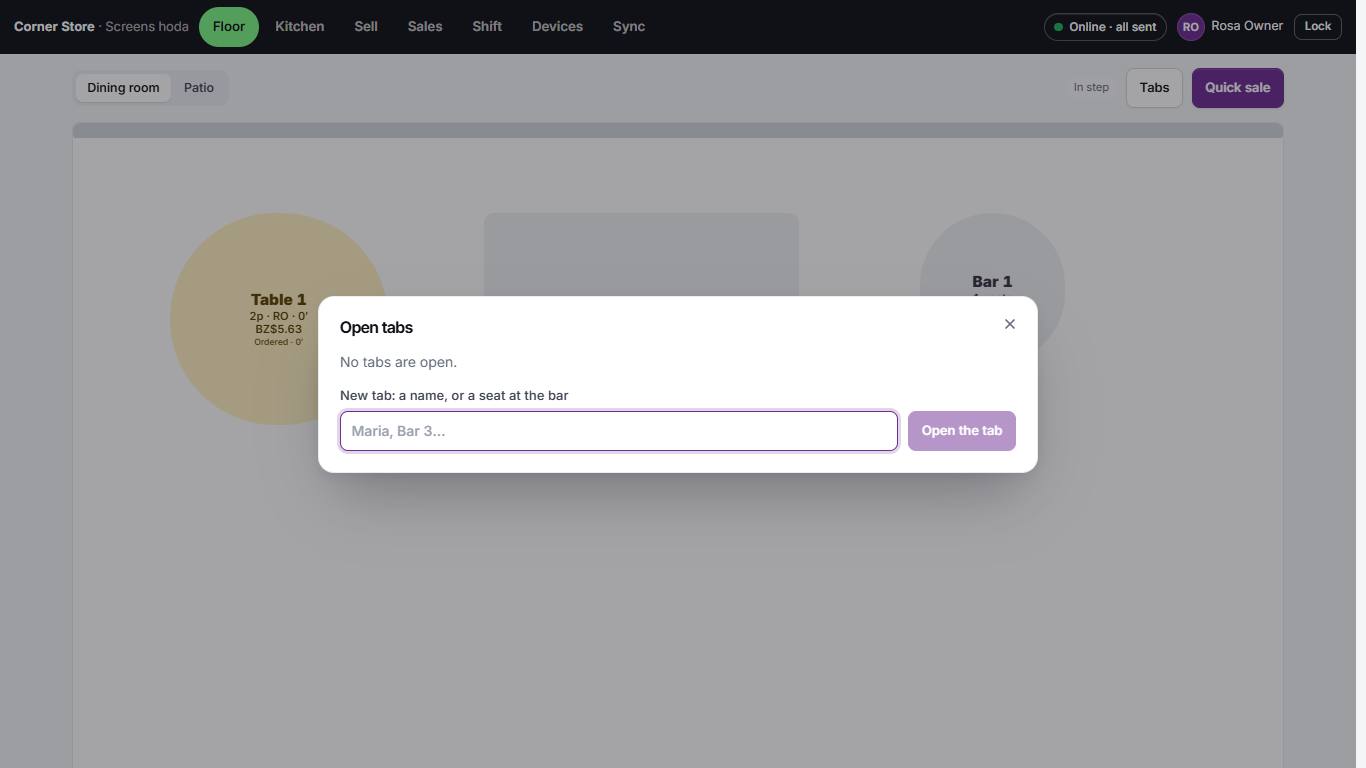 Corner Store · Screens hoda
Floor
Kitchen
Sell
Sales
Shift
Devices
Sync
Online · all sent
RO
Rosa Owner
Lock
Dining room
Patio
In step
Tabs
Quick sale
Table 1
2p · RO · 0'
BZ$5.63
Ordered · 0'
Bar 1
Open tabs
×
No tabs are open.
New tab: a name, or a seat at the bar
Maria, Bar 3...
Open the tab